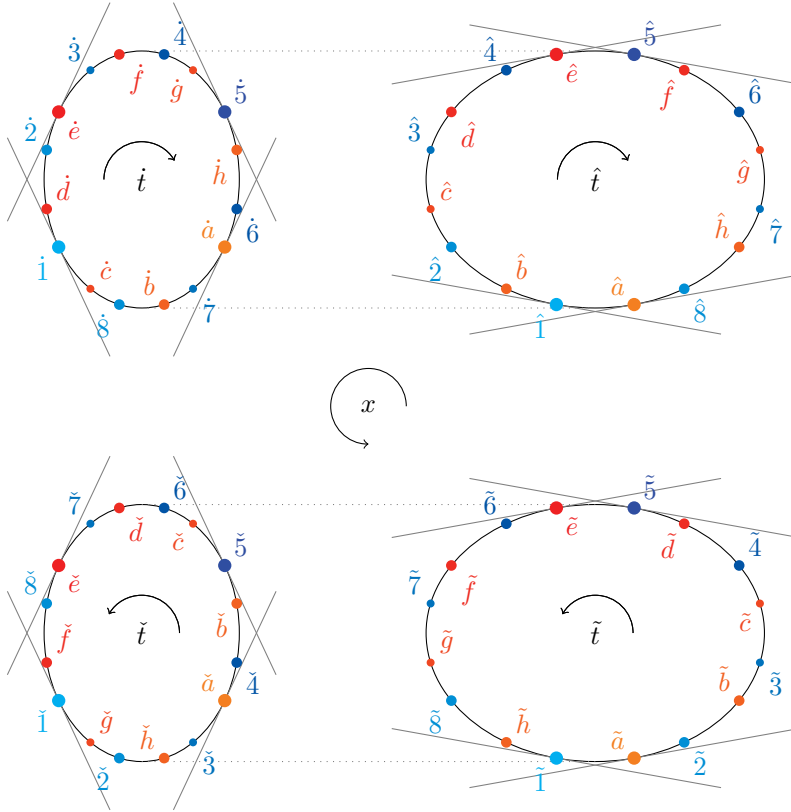 3̇ 4̇
ḟ ġ
2̇ ė 5̇
ḋ ṫ ḣ
1̇ ȧ 6̇
ċ ḃ
8̇ 7̇
4̂ 5̂
ê f̂
3̂ d̂ 6̂
ĉ t̂ ĝ
2̂ b̂ â ĥ 7̂
1̂ 8̂
x
7̌ 6̌
ď č
8̌ ě 5̌
f̌ ť b̌
1̌ ǎ 4̌
ǧ ȟ
2̌ 3̌
6̃ 5̃
ẽ d̃
7̃ f̃ 4̃
g̃ t̃ c̃
8̃ h̃ ã b̃ 3̃
1̃ 2̃